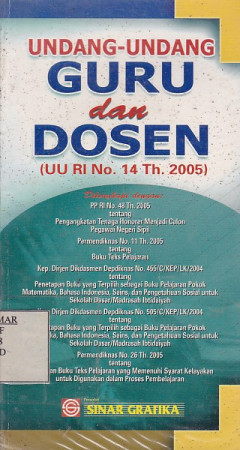 UNDANG-UNDANG
GURU
dan
DOSEN
(UU RI No. 14 Th. 2005)
PP RI No. 48 Th. 2005
tentang
Pengangkatan Tenaga Honorer Menjadi Calon
Pegawai Negeri Sipil
Permendiknas No. 11 Th. 2005
tentang
Buku Teks Pelajaran
Kep. Dirjen Dikdasmen Depdiknas No. 455/C/KEP/LK/2004
tentang
Penetapan Buku yang Terpilih sebagai Buku Pelajaran Pokok
Matematika, Bahasa Indonesia, Sains, dan Pengetahuan Sosial untuk
Sekolah Dasar/Madrasah Ibtidaiyah
Dirjen Dikdasmen Depdiknas No. 505/C/KEP/LK/2004
tentang
Buku yang Terpilih sebagai Buku Pelajaran Pokok
Bahasa Indonesia, Sains, dan Pengetahuan Sosial untuk
Sekolah Dasar/Madrasah Ibtidaiyah
Permendiknas No. 26 Th. 2005
tentang
Buku Teks Pelajaran yang Memenuhi Syarat Kelayakan
untuk Digunakan dalam Proses Pembelajaran
MAR
F
8
D
SINAR GRAFIKA